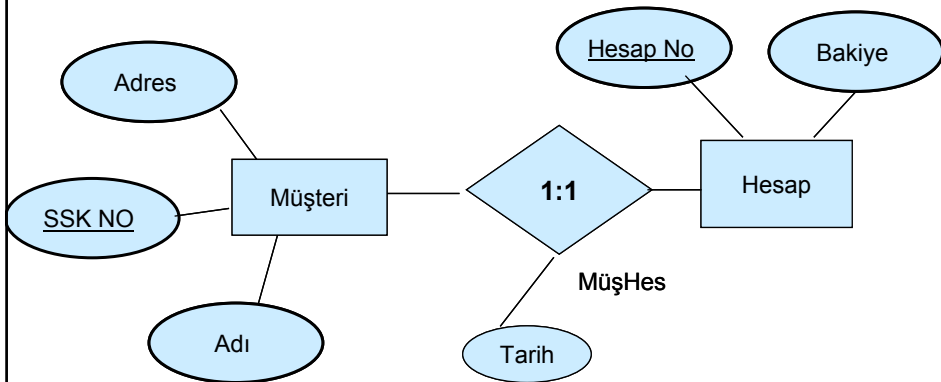 Hesap No
Bakiye
Adres
Müşteri
1:1
Hesap
SSK NO
MüşHes
Adı
Tarih